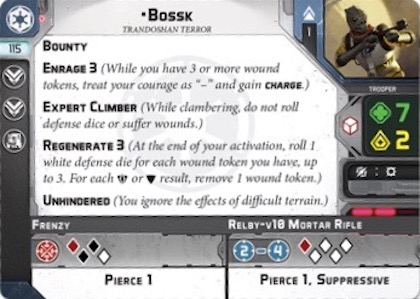 •Bossk
TRANDOSHAN TERROR
115
1
TROOPER
7
2
Bounty
Enrage 3 (While you have 3 or more wound
tokens, treat your courage as "–" and gain charge.)
Expert Climber (While clambering, do not roll
defense dice or suffer wounds.)
Regenerate 3 (At the end of your activation, roll 1
white defense die for each wound token you have, up
to 3. For each or result, remove 1 wound token.)
Unhindered (You ignore the effects of difficult terrain.)
:
Frenzy
Pierce 1
Relby-v10 Mortar Rifle
2 – 4
Pierce 1, Suppressive